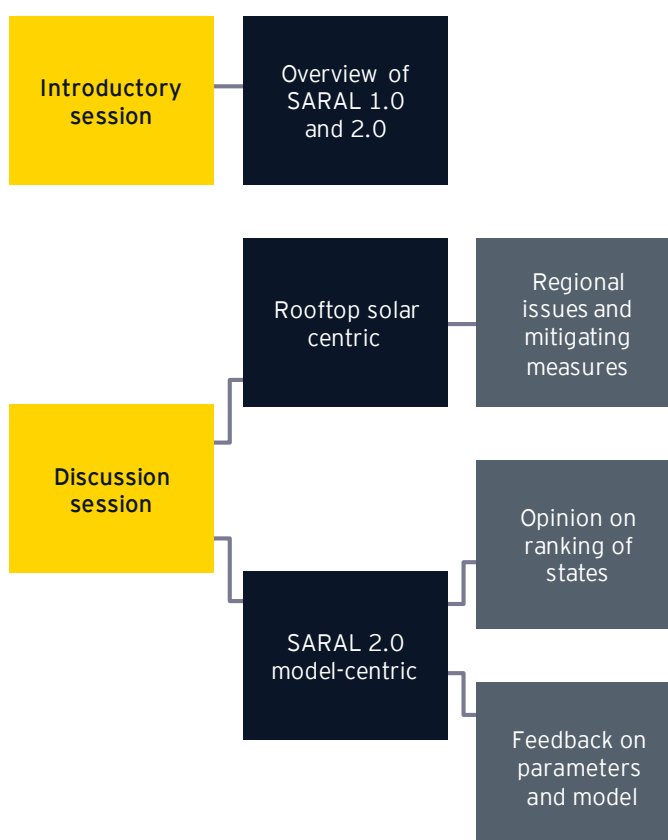 Introductory
session
Overview of
SARAL 1.0
and 2.0
Discussion
session
Rooftop solar
centric
Regional
issues and
mitigating
measures
SARAL 2.0
model-centric
Opinion on
ranking of
states
Feedback on
parameters
and model